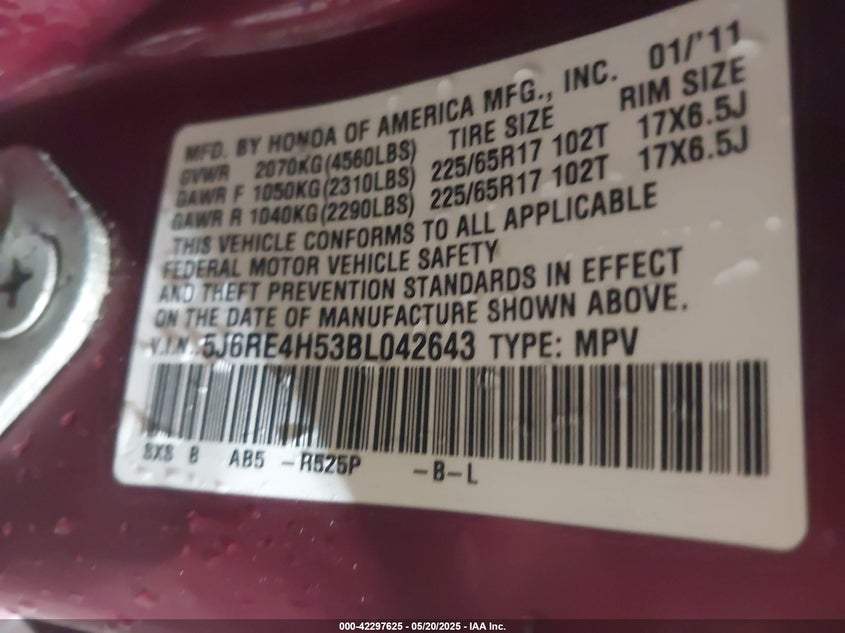 MFD. BY HONDA OF AMERICA MFG., INC. 01/'11
GVWR 2070KG(4560LBS) TIRE SIZE RIM SIZE
GAWR F 1050KG(2310LBS) 225/65R17 102T 17X6.5J
GAWR R 1040KG(2290LBS) 225/65R17 102T 17X6.5J
THIS VEHICLE CONFORMS TO ALL APPLICABLE
FEDERAL MOTOR VEHICLE SAFETY
AND THEFT PREVENTION STANDARDS IN EFFECT
ON THE DATE OF MANUFACTURE SHOWN ABOVE.
V.I.N.: 5J6RE4H53BL042643 TYPE: MPV
SXS B AB5 -R525P -B-L
000-42297625 - 05/20/2025 - IAA Inc.